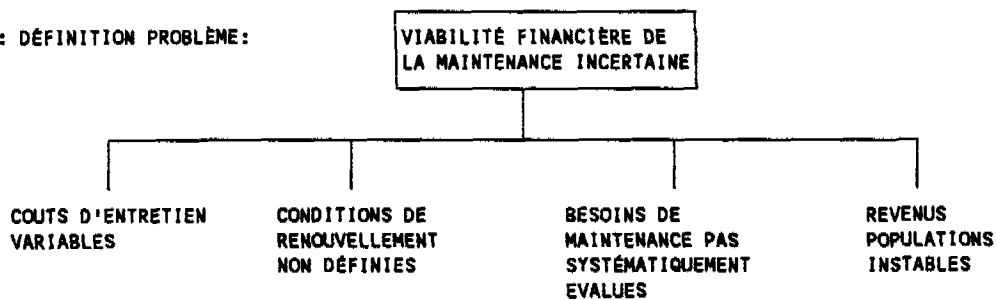 : DÉFINITION PROBLÈME:
VIABILITÉ FINANCIÈRE DE
LA MAINTENANCE INCERTAINE
COUTS D'ENTRETIEN
VARIABLES
CONDITIONS DE
RENOUVELLEMENT
NON DÉFINIES
BESOINS DE
MAINTENANCE PAS
SYSTÉMATIQUEMENT
EVALUES
REVENUS
POPULATIONS
INSTABLES